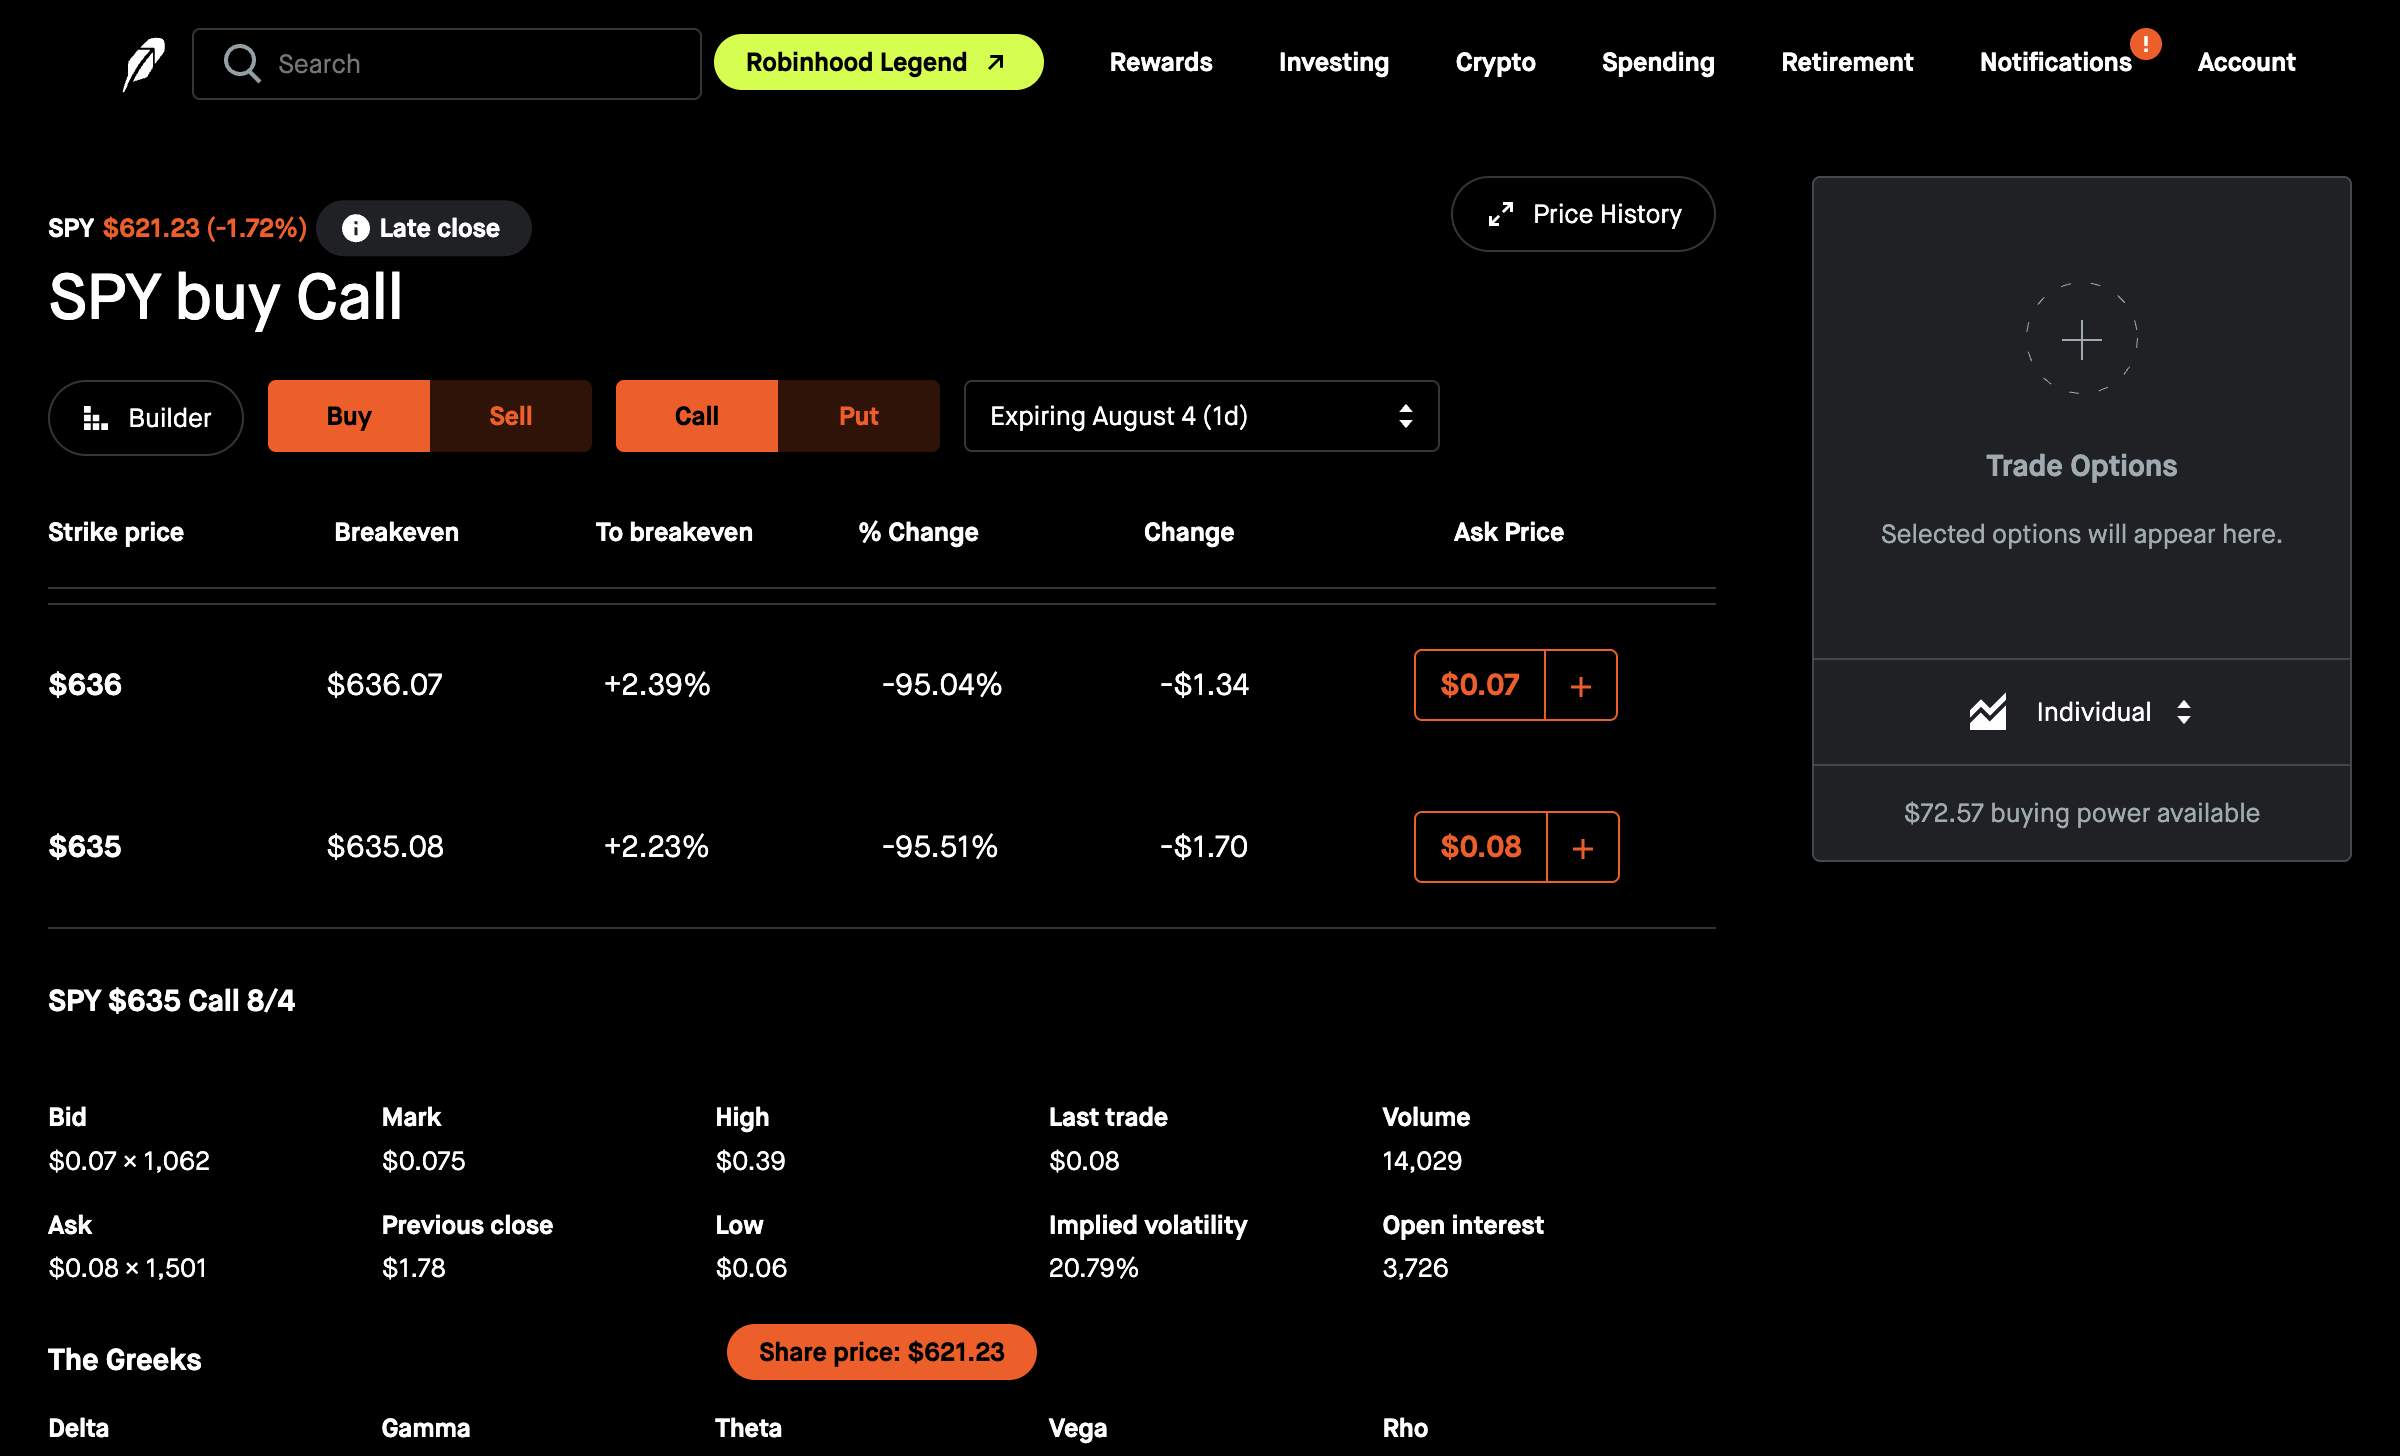 Search
Robinhood Legend
Rewards
Investing
Crypto
Spending
Retirement
Notifications
!
Account
SPY $621.23 (-1.72%)
Late close
Price History
SPY buy Call
Builder
Buy
Sell
Call
Put
Expiring August 4 (1d)
Strike price Breakeven To breakeven % Change Change Ask Price
$636 $636.07 +2.39% -95.04% -$1.34 $0.07 +
$635 $635.08 +2.23% -95.51% -$1.70 $0.08 +
Trade Options
Selected options will appear here.
Individual
$72.57 buying power available
SPY $635 Call 8/4
Bid Mark High Last trade Volume
$0.07 × 1,062 $0.075 $0.39 $0.08 14,029
Ask Previous close Low Implied volatility Open interest
$0.08 × 1,501 $1.78 $0.06 20.79% 3,726
Share price: $621.23
The Greeks
Delta Gamma Theta Vega Rho